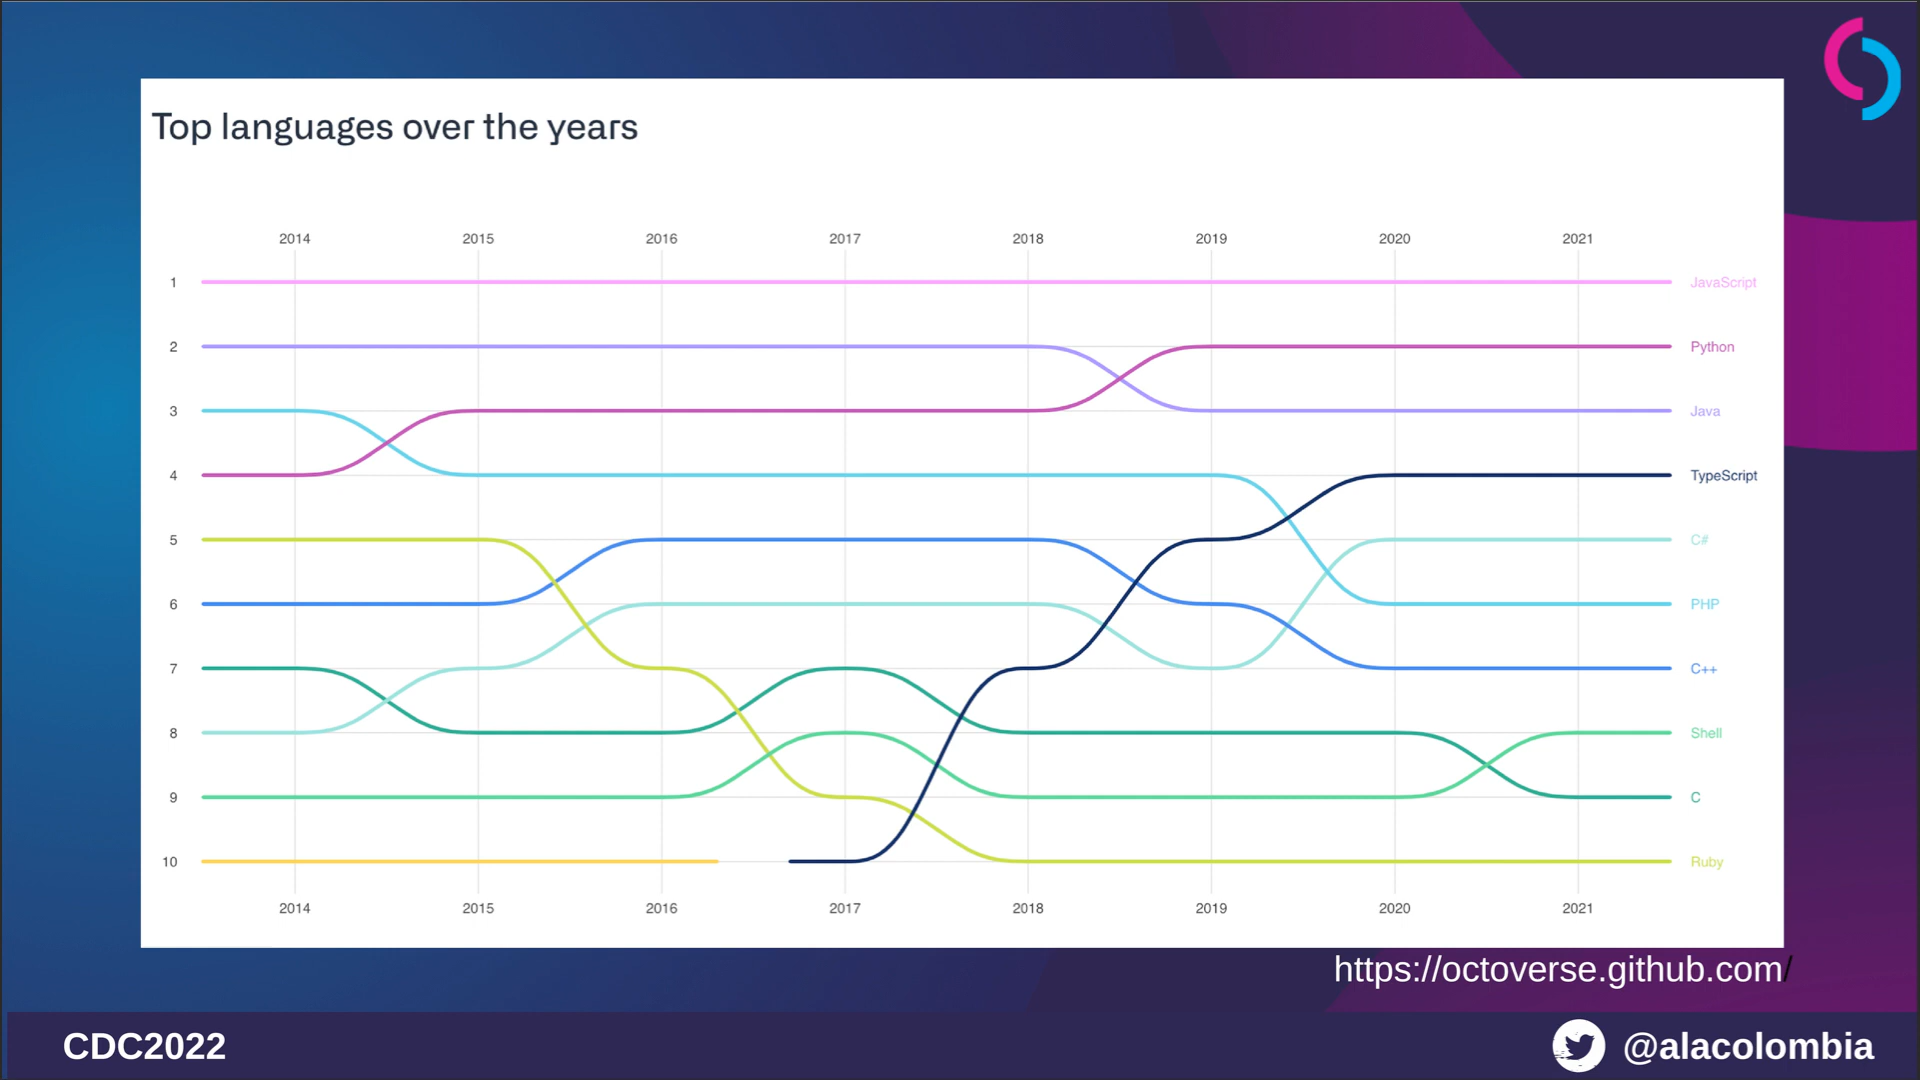 Top languages over the years
2014 2015 2016 2017 2018 2019 2020 2021
1 JavaScript
2 Python
3 Java
4 TypeScript
5 C#
6 PHP
7 C++
8 Shell
9 C
10 Ruby
2014 2015 2016 2017 2018 2019 2020 2021
https://octoverse.github.com/
CDC2022 @alacolombia